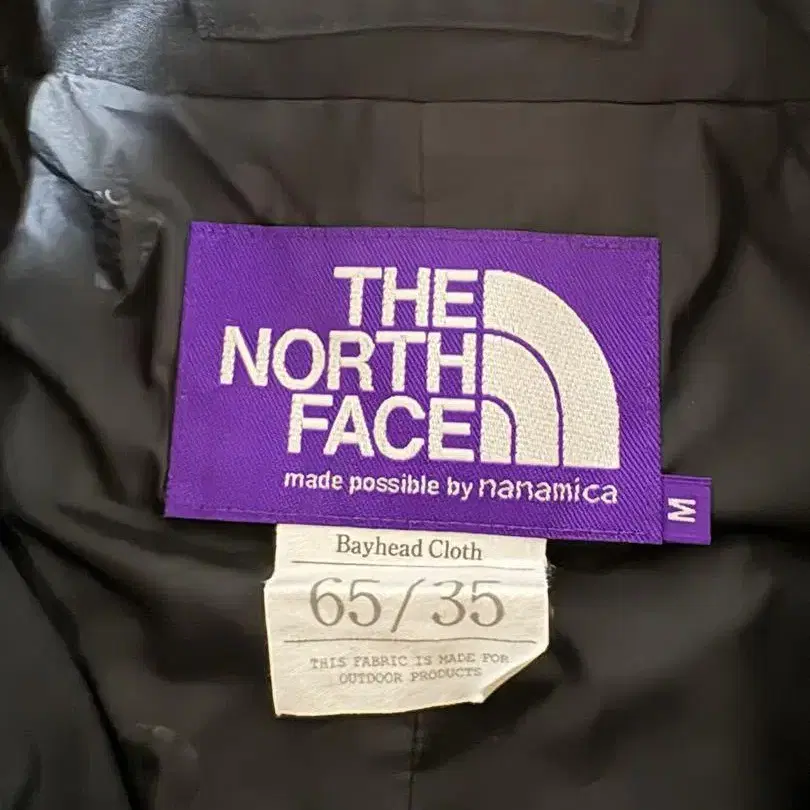 THE
NORTH
FACE
made possible by nanamica
M
Bayhead Cloth
65/35
THIS FABRIC IS MADE FOR
OUTDOOR PRODUCTS